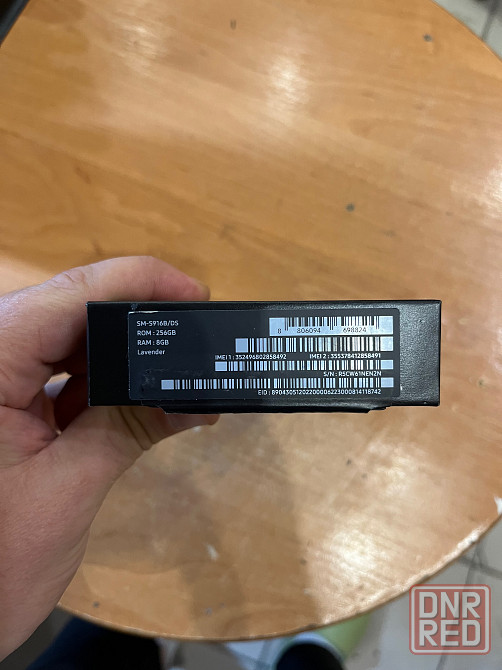 SM-S916B/DS
ROM : 256GB
RAM : 8GB
Lavender
8 806094 698824
IMEI 1 : 352496802858492 IMEI 2 : 355378412858491
S/N : R5CW61NEN2N
EID : 89043051202200006223000814118742
DNR
RED